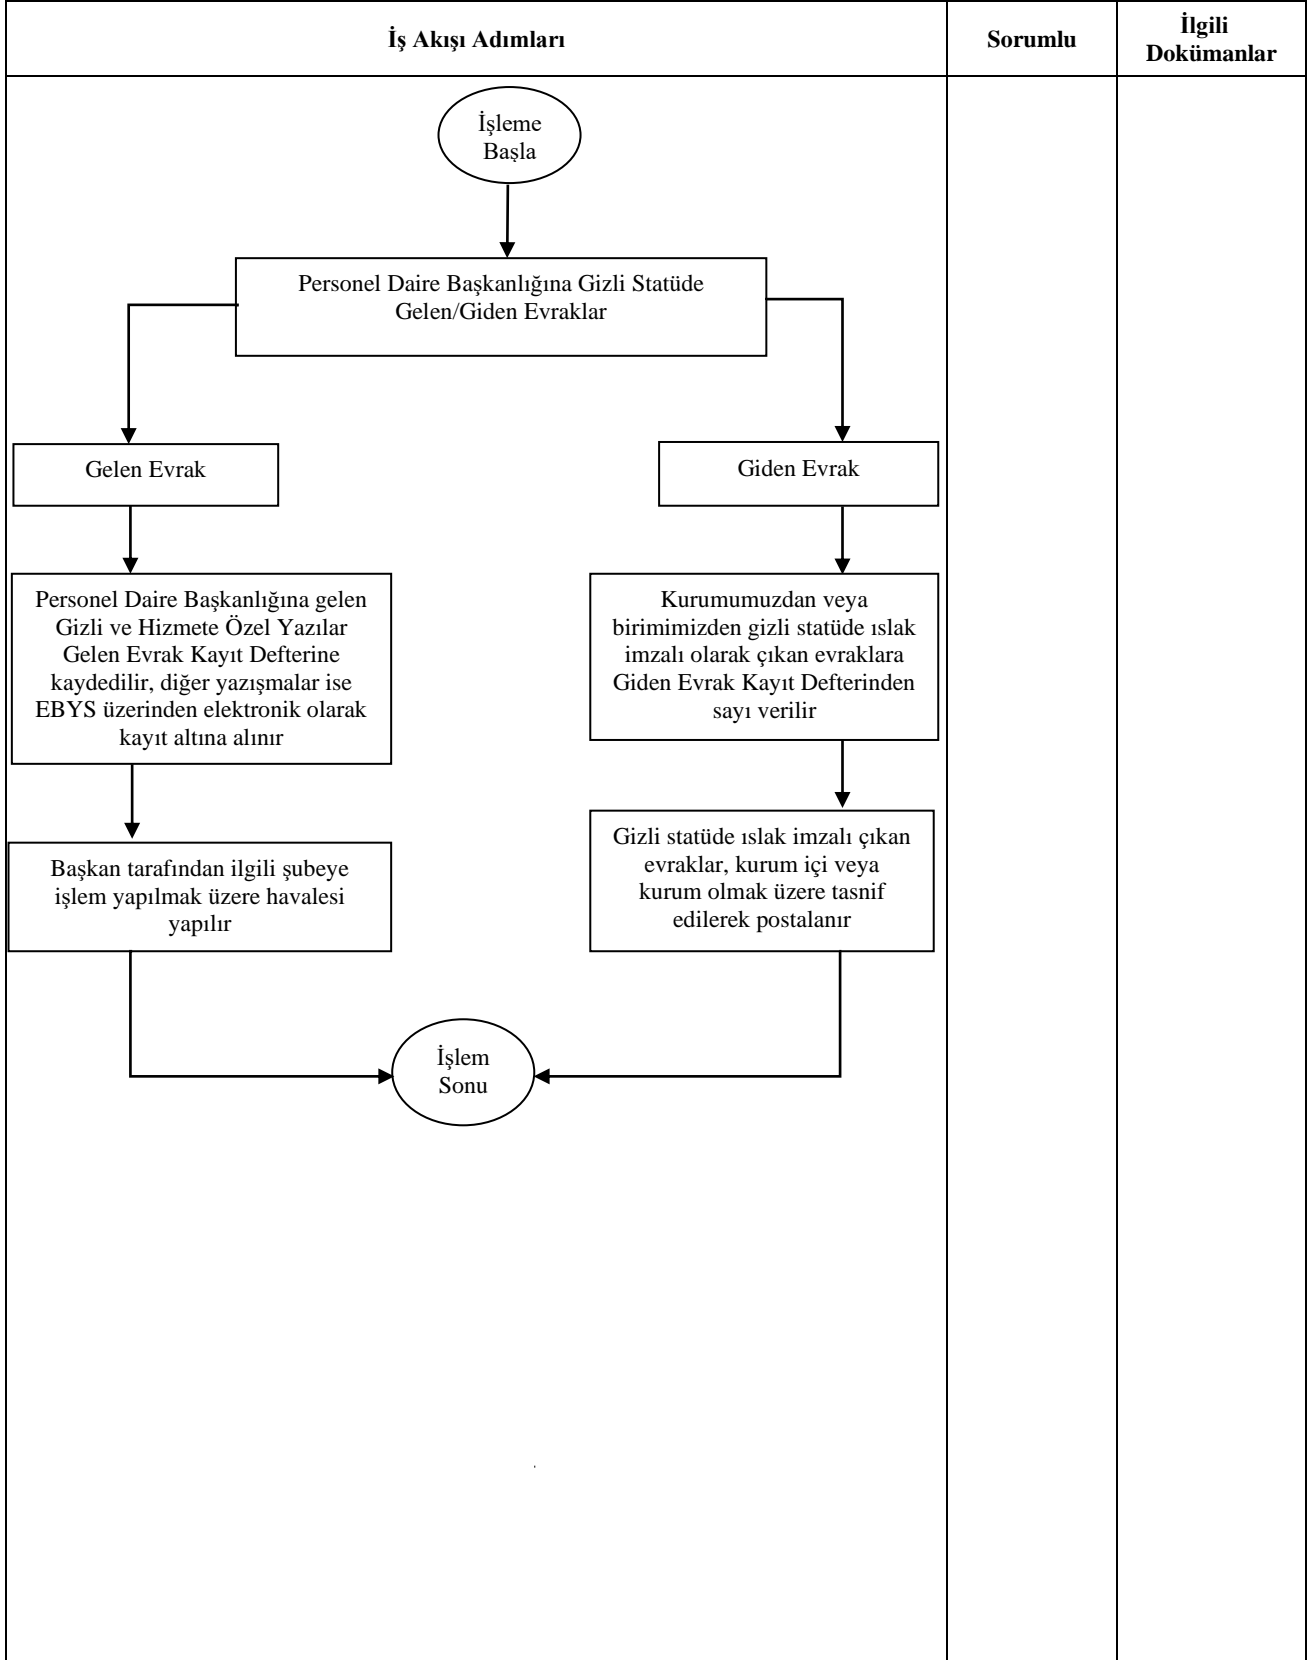 İş Akışı Adımları
Sorumlu
İlgili
Dokümanlar
İşleme
Başla
Personel Daire Başkanlığına Gizli Statüde
Gelen/Giden Evraklar
Gelen Evrak
Giden Evrak
Personel Daire Başkanlığına gelen
Gizli ve Hizmete Özel Yazılar
Gelen Evrak Kayıt Defterine
kaydedilir, diğer yazışmalar ise
EBYS üzerinden elektronik olarak
kayıt altına alınır
Kurumumuzdan veya
birimimizden gizli statüde ıslak
imzalı olarak çıkan evraklara
Giden Evrak Kayıt Defterinden
sayı verilir
Başkan tarafından ilgili şubeye
işlem yapılmak üzere havalesi
yapılır
Gizli statüde ıslak imzalı çıkan
evraklar, kurum içi veya
kurum olmak üzere tasnif
edilerek postalanır
İşlem
Sonu